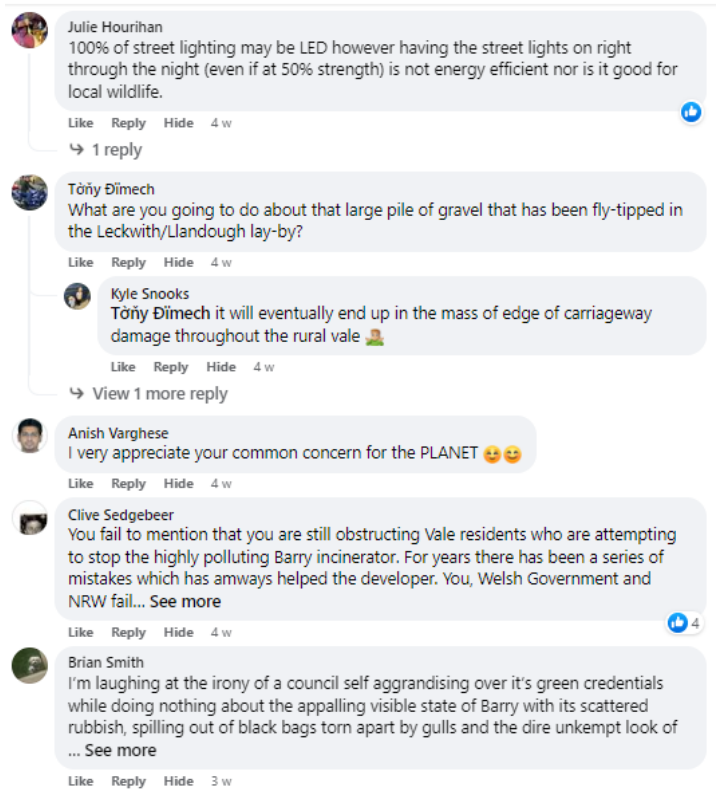 Julie Hourihan
100% of street lighting may be LED however having the street lights on right
through the night (even if at 50% strength) is not energy efficient nor is it good for
local wildlife.
Like Reply Hide 4 w
1 reply
Tòñy Đïmech
What are you going to do about that large pile of gravel that has been fly-tipped in
the Leckwith/Llandough lay-by?
Like Reply Hide 4 w
Kyle Snooks
Tòñy Đïmech it will eventually end up in the mass of edge of carriageway
damage throughout the rural vale 🤦🏼
Like Reply Hide 4 w
View 1 more reply
Anish Varghese
I very appreciate your common concern for the PLANET 😊😊
Like Reply Hide 4 w
Clive Sedgebeer
You fail to mention that you are still obstructing Vale residents who are attempting
to stop the highly polluting Barry incinerator. For years there has been a series of
mistakes which has amways helped the developer. You, Welsh Government and
NRW fail... See more
4
Like Reply Hide 4 w
Brian Smith
I'm laughing at the irony of a council self aggrandising over it's green credentials
while doing nothing about the appalling visible state of Barry with its scattered
rubbish, spilling out of black bags torn apart by gulls and the dire unkempt look of
... See more
Like Reply Hide 3 w